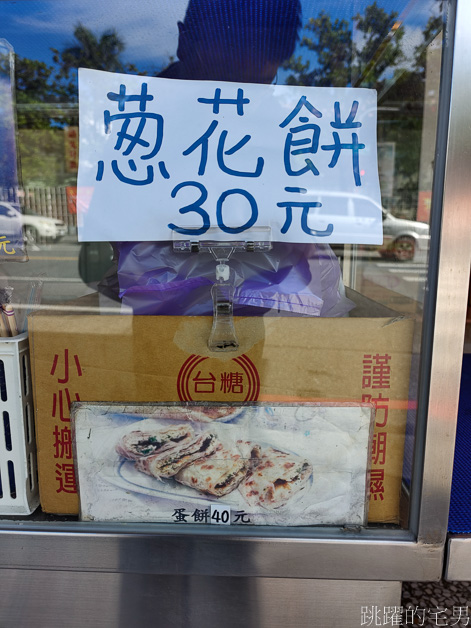 蔥花餅
30元
元
台糖
小心搬運
謹防潮濕
蛋餅40元
跳躍的宅男